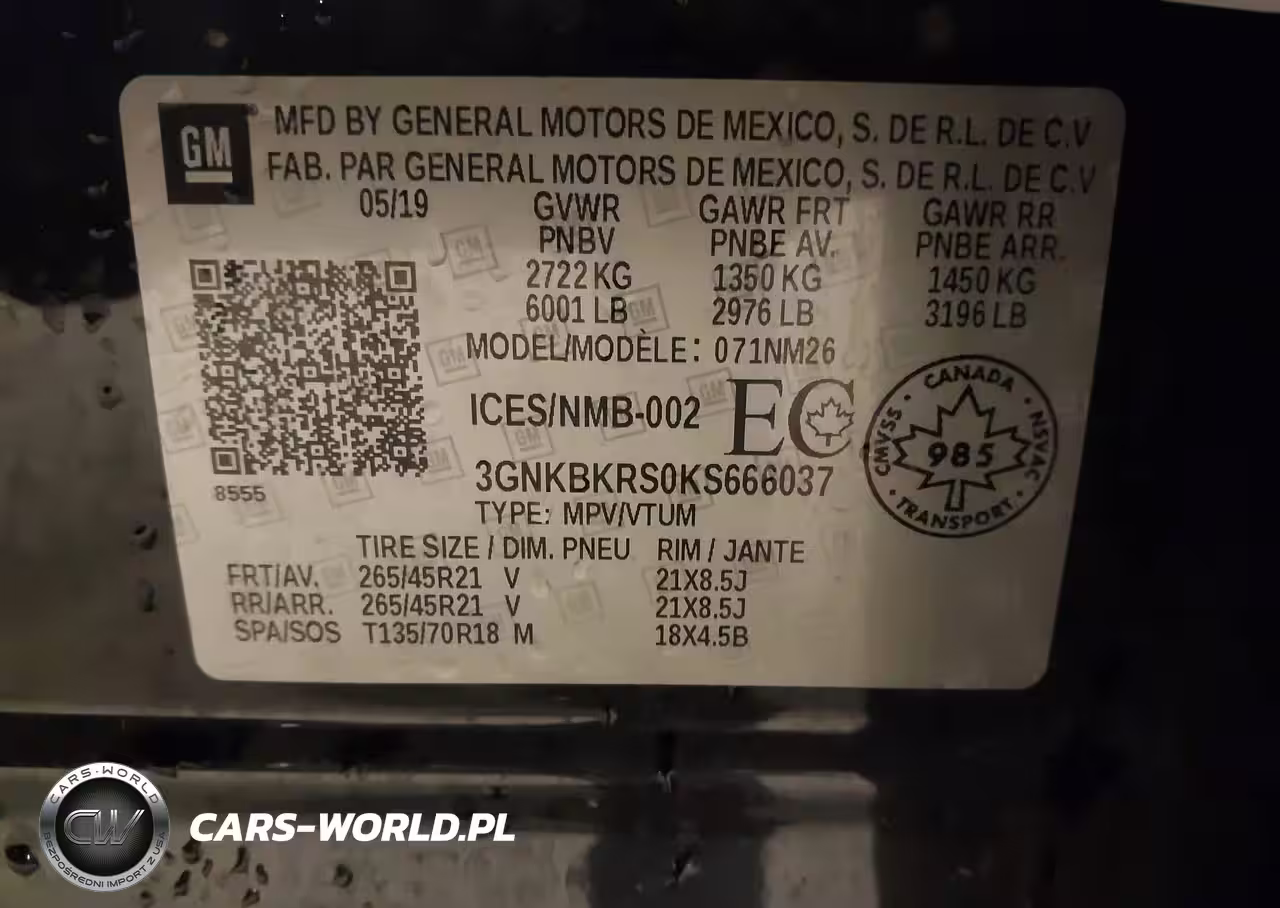 GM
MFD BY GENERAL MOTORS DE MEXICO, S. DE R.L. DE C.V
FAB. PAR GENERAL MOTORS DE MEXICO, S. DE R.L. DE C.V
05/19 GVWR GAWR FRT GAWR RR
PNBV PNBE AV. PNBE ARR.
2722 KG 1350 KG 1450 KG
6001 LB 2976 LB 3196 LB
MODEL/MODÈLE: 071NM26
ICES/NMB-002 EC
CANADA
CMVSS · NSVAC
985
· TRANSPORT ·
3GNKBKRS0KS666037
8555
TYPE: MPV/VTUM
TIRE SIZE / DIM. PNEU RIM / JANTE
FRT/AV. 265/45R21 V 21X8.5J
RR/ARR. 265/45R21 V 21X8.5J
SPA/SOS T135/70R18 M 18X4.5B
CARS-WORLD
CW
BEZPOŚREDNI IMPORT Z USA
CARS-WORLD.PL